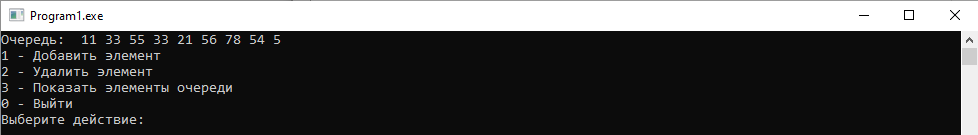 Program1.exe
Очередь:  11 33 55 33 21 56 78 54 5
1 - Добавить элемент
2 - Удалить элемент
3 - Показать элементы очереди
0 - Выйти
Выберите действие: